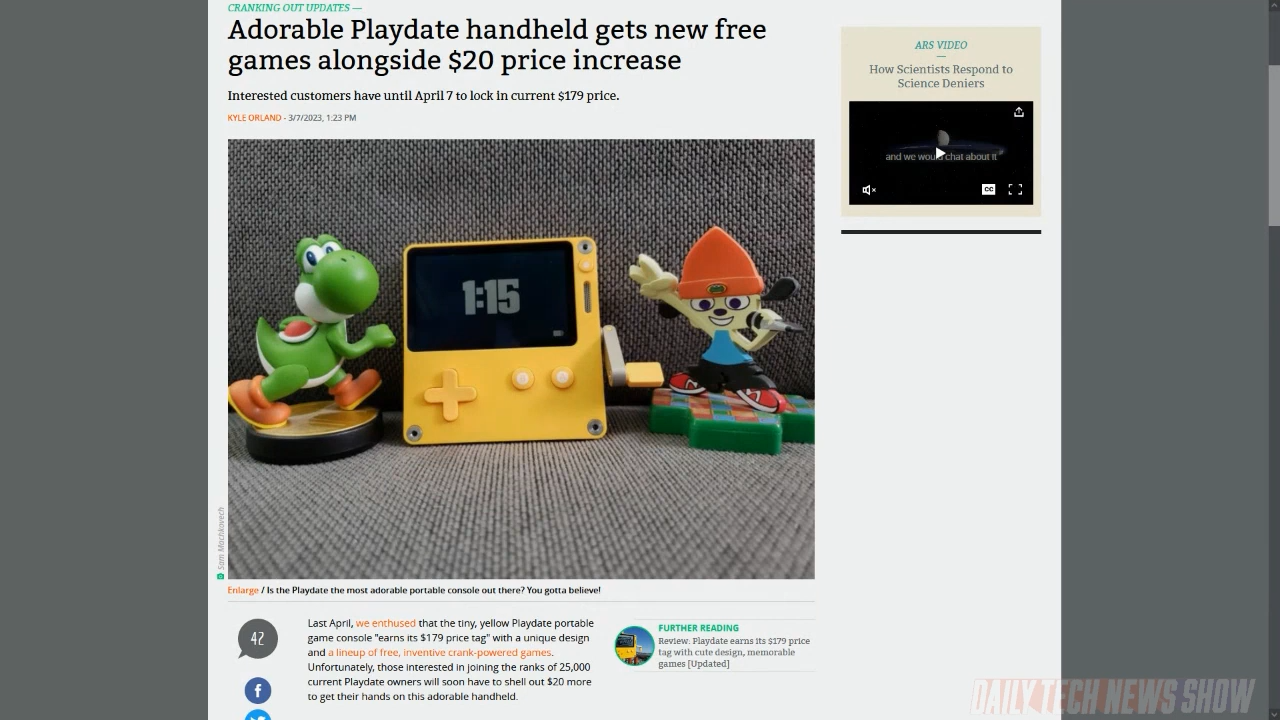 CRANKING OUT UPDATES —
Adorable Playdate handheld gets new free
games alongside $20 price increase
Interested customers have until April 7 to lock in current $179 price.
KYLE ORLAND - 3/7/2023, 1:23 PM
ARS VIDEO
How Scientists Respond to
Science Deniers
and we would chat about it
CC
1:15
Sam Machkovech
Enlarge / Is the Playdate the most adorable portable console out there? You gotta believe!
42
Last April, we enthused that the tiny, yellow Playdate portable
game console "earns its $179 price tag" with a unique design
and a lineup of free, inventive crank-powered games.
Unfortunately, those interested in joining the ranks of 25,000
current Playdate owners will soon have to shell out $20 more
to get their hands on this adorable handheld.
FURTHER READING
Review: Playdate earns its $179 price
tag with cute design, memorable
games [Updated]
DAILY TECH NEWS SHOW